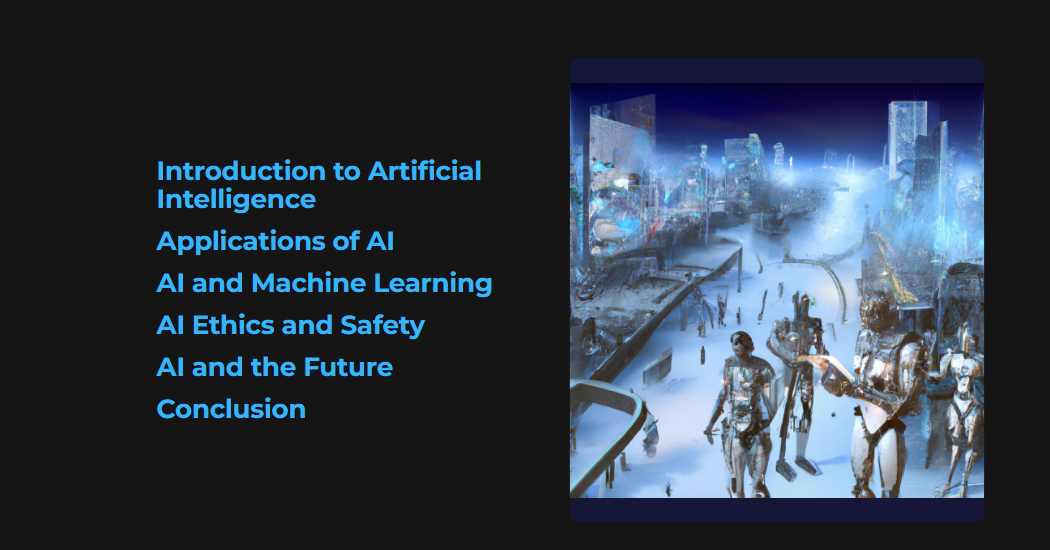 Introduction to Artificial
Intelligence
Applications of AI
AI and Machine Learning
AI Ethics and Safety
AI and the Future
Conclusion